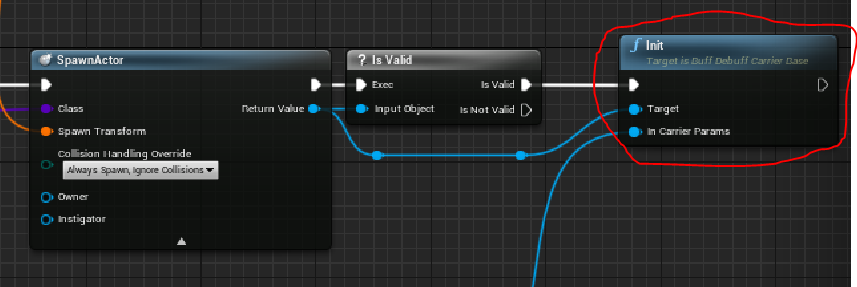 SpawnActor
Class
Return Value
Spawn Transform
Collision Handling Override
Always Spawn, Ignore Collisions
Owner
Instigator
? Is Valid
Exec
Is Valid
Input Object
Is Not Valid
f Init
Target is Buff Debuff Carrier Base
Target
In Carrier Params